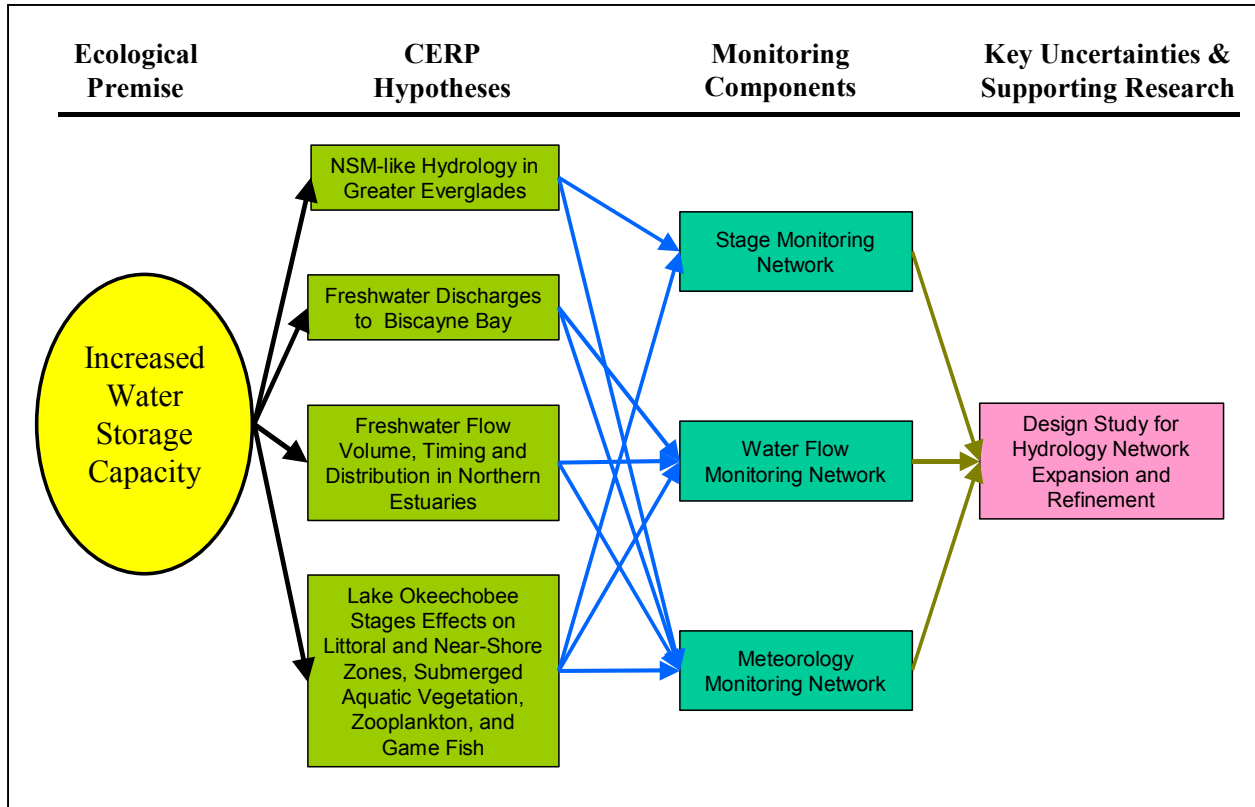 Ecological
Premise
CERP
Hypotheses
Monitoring
Components
Key Uncertainties &
Supporting Research
Increased
Water
Storage
Capacity
NSM-like Hydrology in
Greater Everglades
Freshwater Discharges
to Biscayne Bay
Freshwater Flow
Volume, Timing and
Distribution in Northern
Estuaries
Lake Okeechobee
Stages Effects on
Littoral and Near-Shore
Zones, Submerged
Aquatic Vegetation,
Zooplankton, and
Game Fish
Stage Monitoring
Network
Water Flow
Monitoring Network
Meteorology
Monitoring Network
Design Study for
Hydrology Network
Expansion and
Refinement